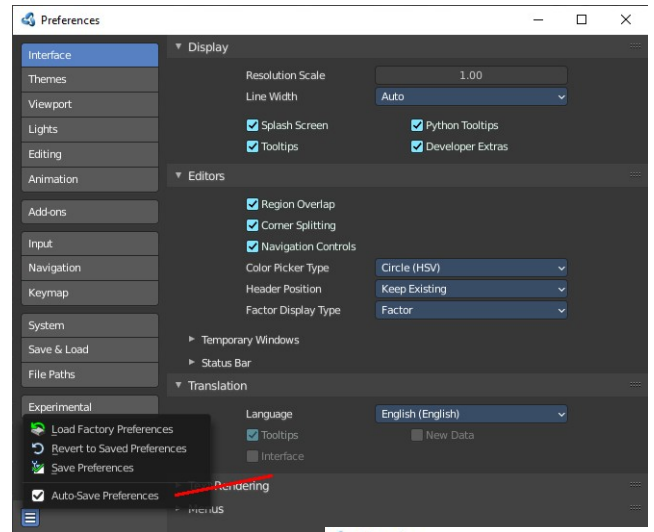 Preferences
Interface
Themes
Viewport
Lights
Editing
Animation
Add-ons
Input
Navigation
Keymap
System
Save & Load
File Paths
Experimental
Load Factory Preferences
Revert to Saved Preferences
Save Preferences
Auto-Save Preferences
Display
Resolution Scale 1.00
Line Width Auto
Splash Screen Python Tooltips
Tooltips Developer Extras
Editors
Region Overlap
Corner Splitting
Navigation Controls
Color Picker Type Circle (HSV)
Header Position Keep Existing
Factor Display Type Factor
Temporary Windows
Status Bar
Translation
Language English (English)
Tooltips New Data
Interface
Rendering
Menus